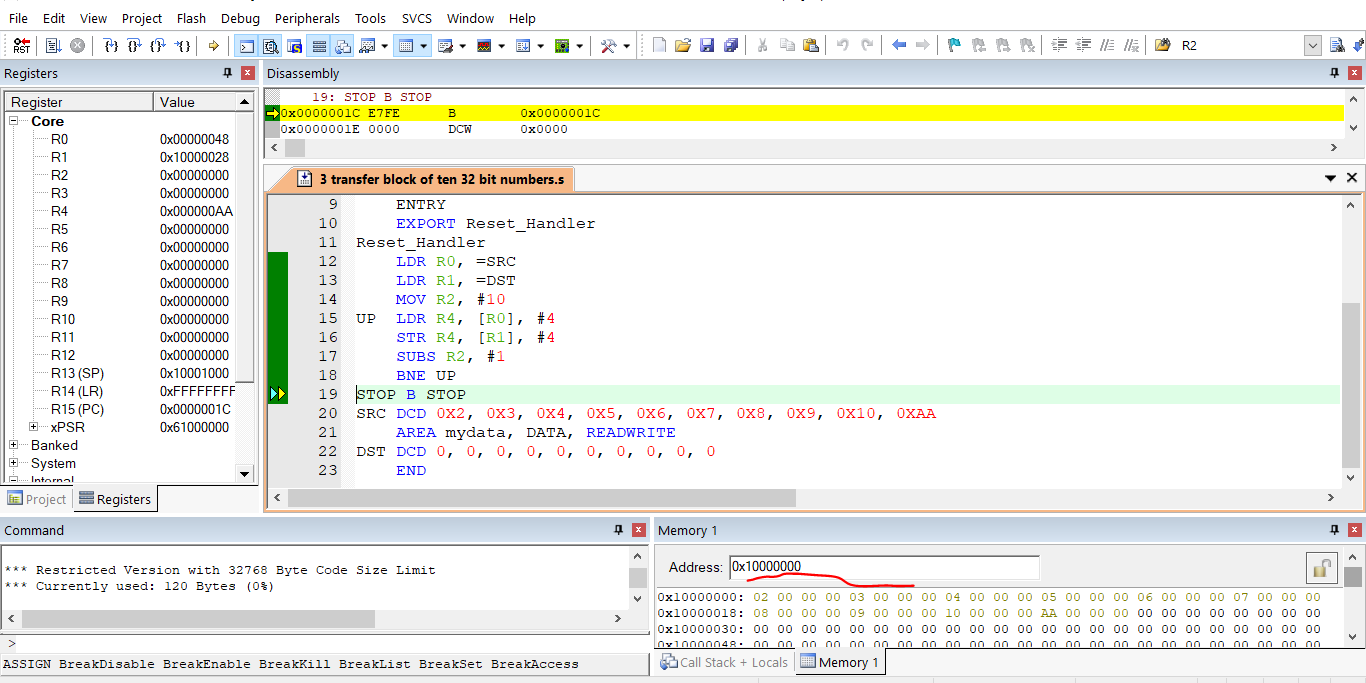 File Edit View Project Flash Debug Peripherals Tools SVCS Window Help
RST R2
Registers
Register Value
Core
R0 0x00000048
R1 0x10000028
R2 0x00000000
R3 0x00000000
R4 0x000000AA
R5 0x00000000
R6 0x00000000
R7 0x00000000
R8 0x00000000
R9 0x00000000
R10 0x00000000
R11 0x00000000
R12 0x00000000
R13 (SP) 0x10001000
R14 (LR) 0xFFFFFFFF
R15 (PC) 0x0000001C
xPSR 0x61000000
Banked
System
Internal
Project Registers
Disassembly
19: STOP B STOP
0x0000001C E7FE B 0x0000001C
0x0000001E 0000 DCW 0x0000
3 transfer block of ten 32 bit numbers.s
9 ENTRY
10 EXPORT Reset_Handler
11 Reset_Handler
12 LDR R0, =SRC
13 LDR R1, =DST
14 MOV R2, #10
15 UP LDR R4, [R0], #4
16 STR R4, [R1], #4
17 SUBS R2, #1
18 BNE UP
19 STOP B STOP
20 SRC DCD 0X2, 0X3, 0X4, 0X5, 0X6, 0X7, 0X8, 0X9, 0X10, 0XAA
21 AREA mydata, DATA, READWRITE
22 DST DCD 0, 0, 0, 0, 0, 0, 0, 0, 0, 0
23 END
Command
*** Restricted Version with 32768 Byte Code Size Limit
*** Currently used: 120 Bytes (0%)
>
ASSIGN BreakDisable BreakEnable BreakKill BreakList BreakSet BreakAccess
Memory 1
Address: 0x10000000
0x10000000: 02 00 00 00 03 00 00 00 04 00 00 00 05 00 00 00 06 00 00 00 07 00 00 00
0x10000018: 08 00 00 00 09 00 00 00 10 00 00 00 AA 00 00 00 00 00 00 00 00 00 00 00
0x10000030: 00 00 00 00 00 00 00 00 00 00 00 00 00 00 00 00 00 00 00 00 00 00 00 00
0x10000048: 00 00 00 00 00 00 00 00 00 00 00 00 00 00 00 00 00 00 00 00 00 00 00 00
Call Stack + Locals Memory 1